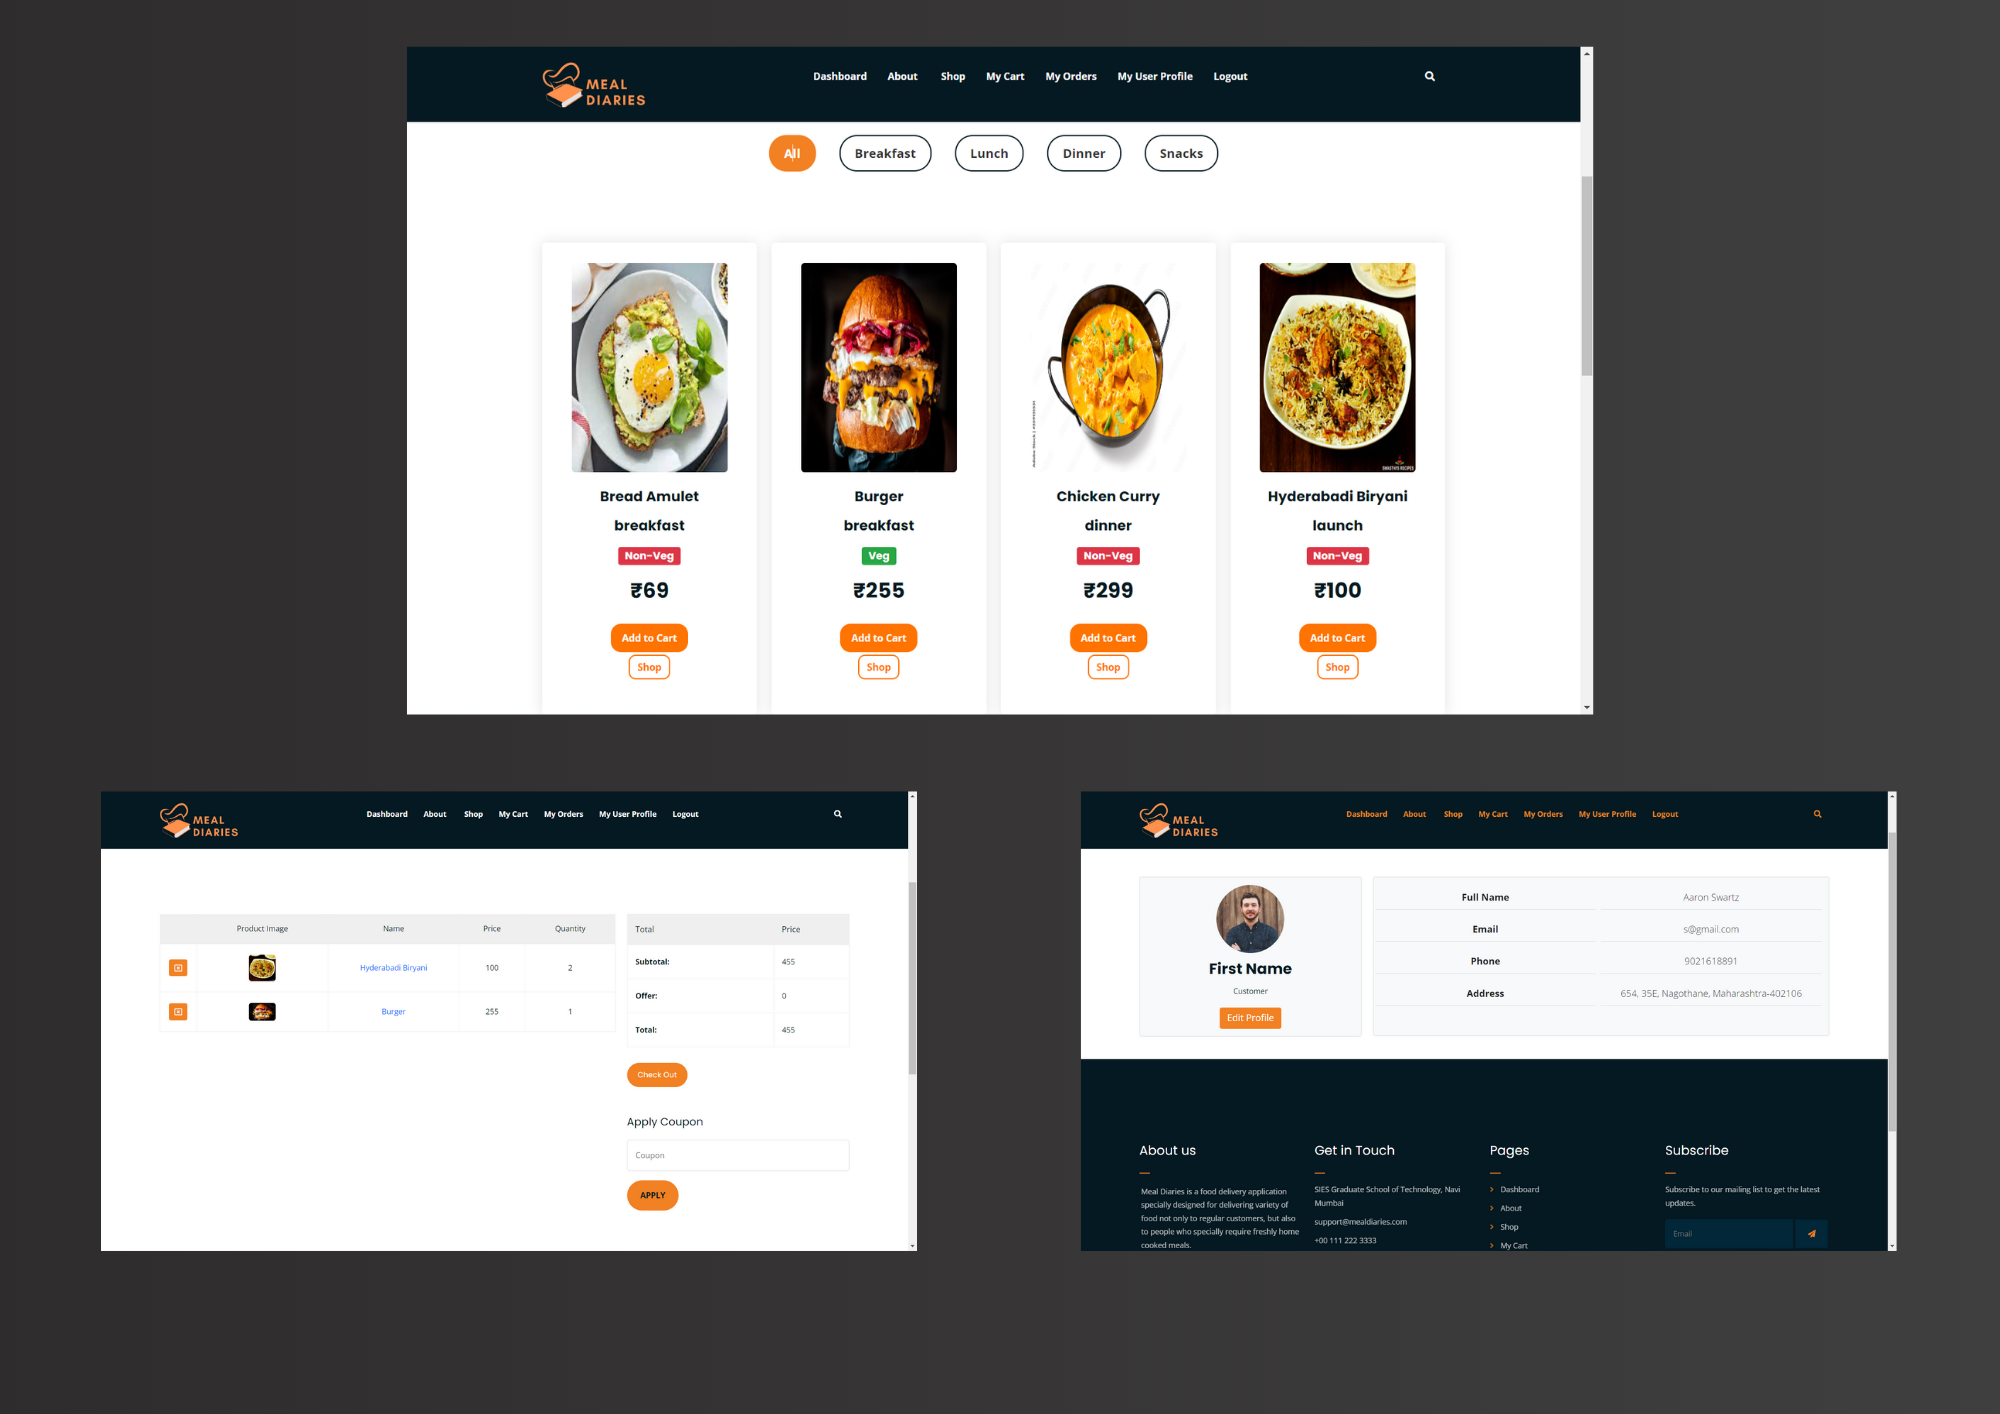 MEAL
DIARIES
Dashboard About Shop My Cart My Orders My User Profile Logout
All Breakfast Lunch Dinner Snacks
Bread Amulet
breakfast
Non-Veg
₹69
Add to Cart
Shop
Burger
breakfast
Veg
₹255
Add to Cart
Shop
Chicken Curry
dinner
Non-Veg
₹299
Add to Cart
Shop
SWASTHI'S RECIPES
Hyderabadi Biryani
launch
Non-Veg
₹100
Add to Cart
Shop
MEAL
DIARIES
Dashboard About Shop My Cart My Orders My User Profile Logout
Product Image Name Price Quantity
Hyderabadi Biryani 100 2
Burger 255 1
Total Price
Subtotal: 455
Offer: 0
Total: 455
Check Out
Apply Coupon
Coupon
APPLY
MEAL
DIARIES
Dashboard About Shop My Cart My Orders My User Profile Logout
First Name
Customer
Edit Profile
Full Name Aaron Swartz
Email s@gmail.com
Phone 9021618891
Address 654, 35E, Nagothane, Maharashtra-402106
About us
Meal Diaries is a food delivery application
specially designed for delivering variety of
food not only to regular customers, but also
to people who specially require freshly home
cooked meals.
Get in Touch
SIES Graduate School of Technology, Navi
Mumbai
support@mealdiaries.com
+00 111 222 3333
Pages
Dashboard
About
Shop
My Cart
Subscribe
Subscribe to our mailing list to get the latest
updates.
Email